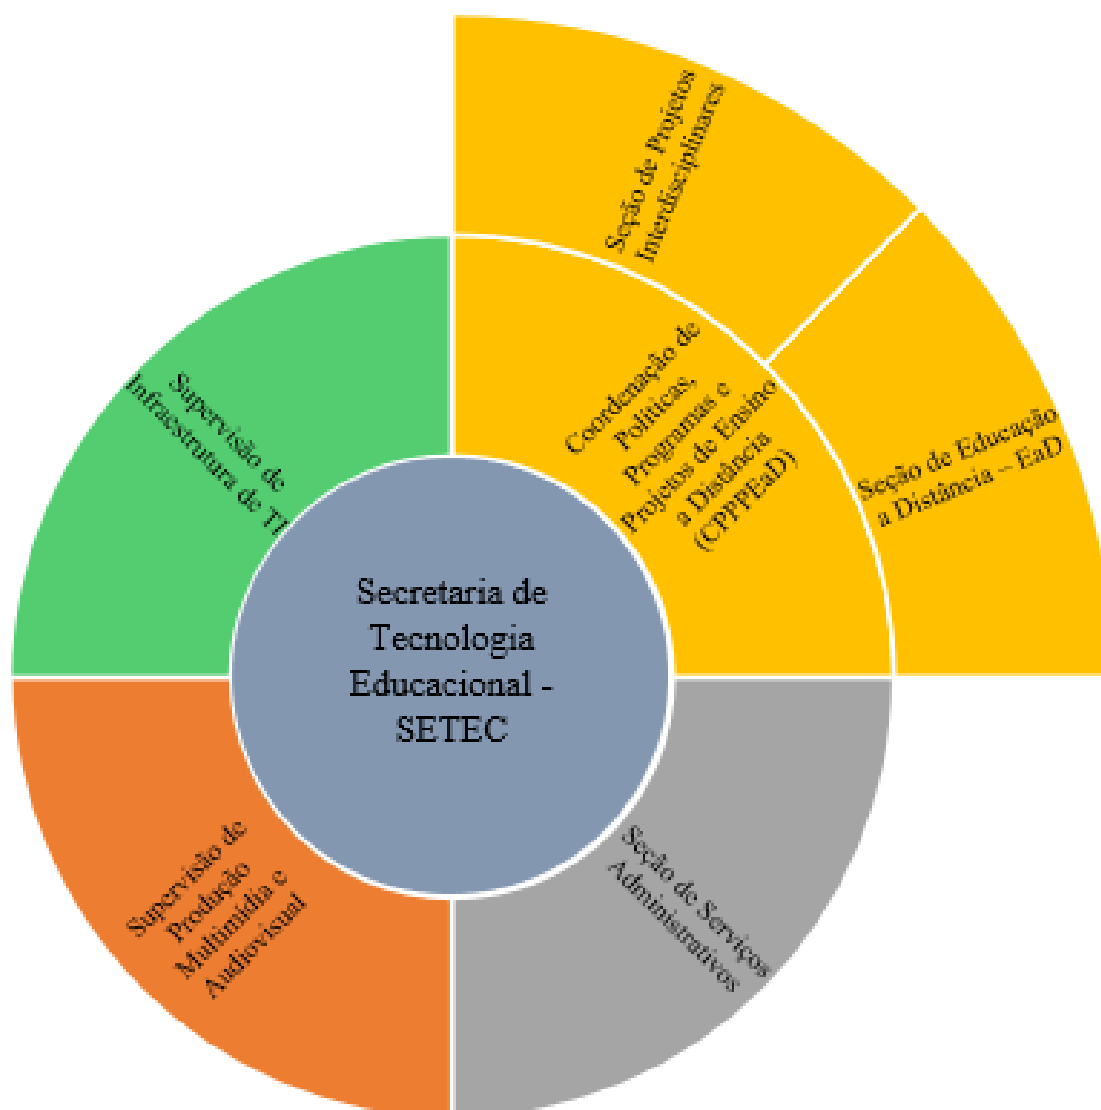 Seção de Projetos
Interdisciplinares
Seção de Educação
a Distância – EaD
Coordenação de
Políticas,
Programas e
Projetos de Ensino
a Distância
(CPPPEaD)
Supervisão de
Infraestrutura de TI
Secretaria de
Tecnologia
Educacional -
SETEC
Supervisão de
Produção
Multimídia e
Audiovisual
Seção de Serviços
Administrativos